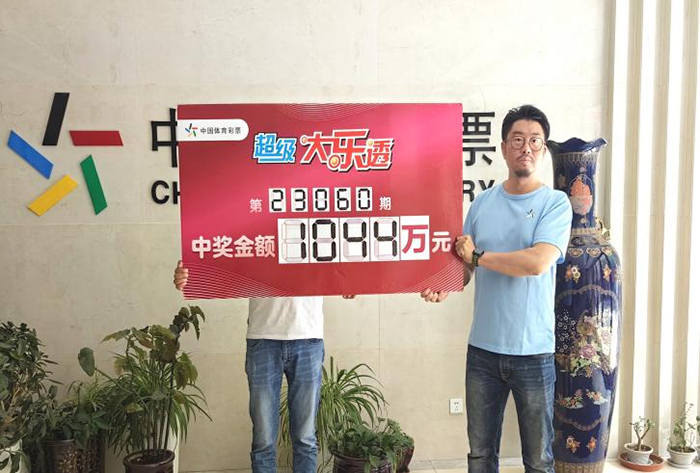 中 票
CH RY
中国体育彩票
超级大乐透
第23060期
中奖金额1044万元